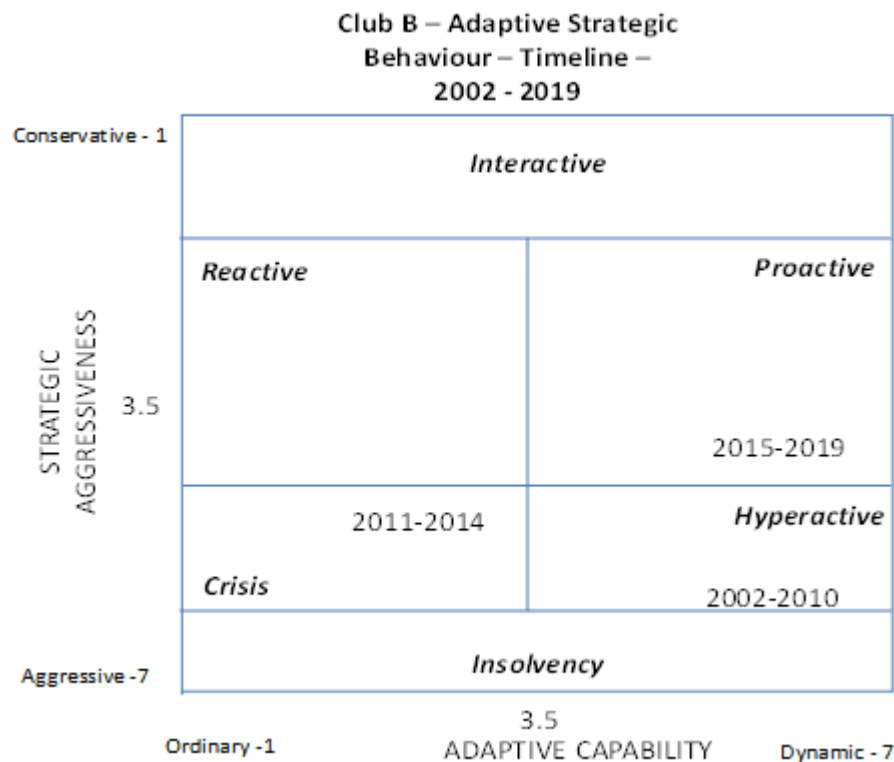 Club B – Adaptive Strategic
Behaviour – Timeline –
2002 - 2019
Conservative - 1
Interactive
Reactive
Proactive
STRATEGIC
AGGRESSIVENESS
3.5
2015-2019
2011-2014
Hyperactive
Crisis
2002-2010
Insolvency
Aggressive -7
3.5
Ordinary -1
ADAPTIVE CAPABILITY
Dynamic - 7